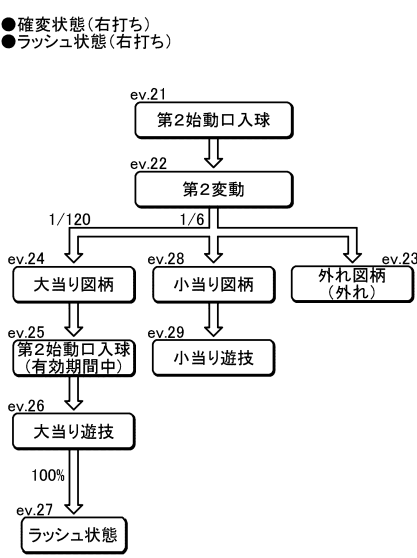 ●確変状態（右打ち）
●ラッシュ状態（右打ち）
ev.21
第2始動口入球
ev.22
第2変動
1/120
1/6
ev.24
大当り図柄
ev.28
小当り図柄
ev.23
外れ図柄
（外れ）
ev.25
第2始動口入球
（有効期間中）
ev.29
小当り遊技
ev.26
大当り遊技
100%
ev.27
ラッシュ状態